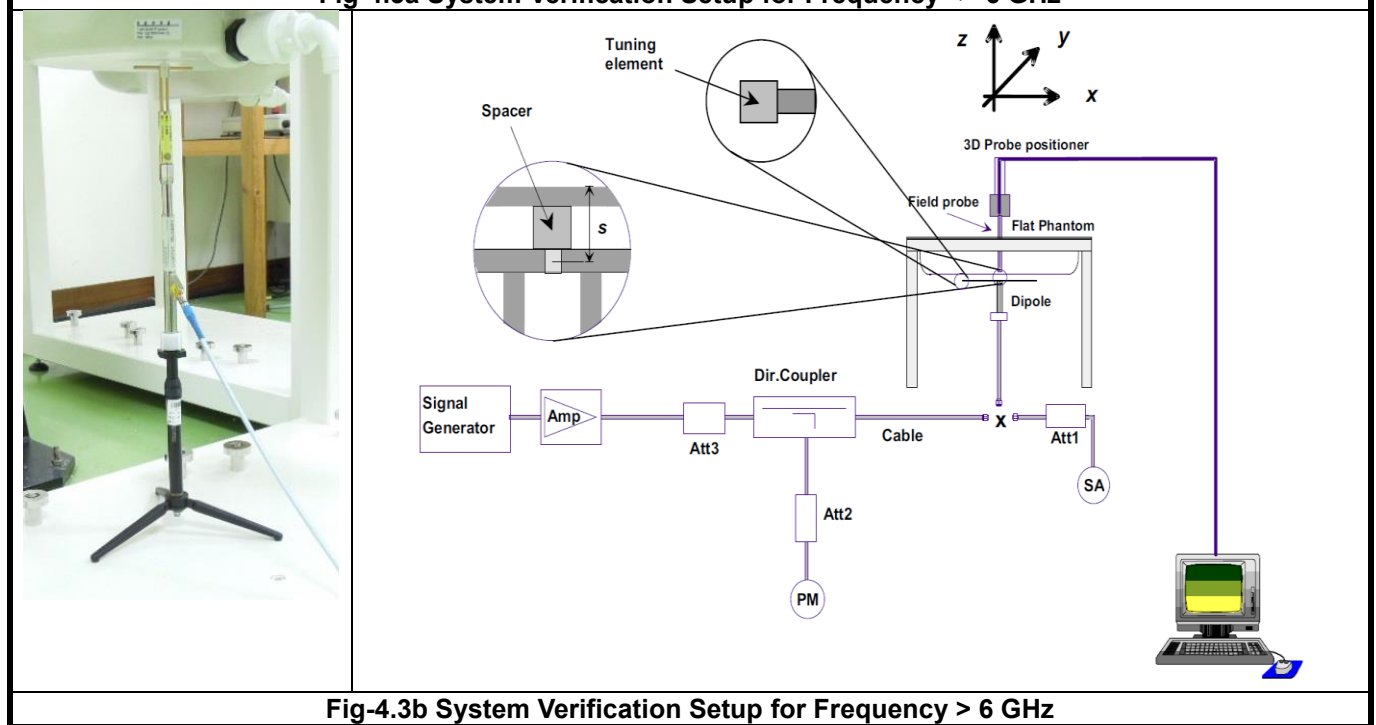 Tuning
element
z
y
x
Spacer
3D Probe positioner
s
Field probe
Flat Phantom
Dipole
Dir.Coupler
Signal
Generator
Amp
Att3
Cable
X
Att1
SA
Att2
PM
Fig-4.3b System Verification Setup for Frequency > 6 GHz